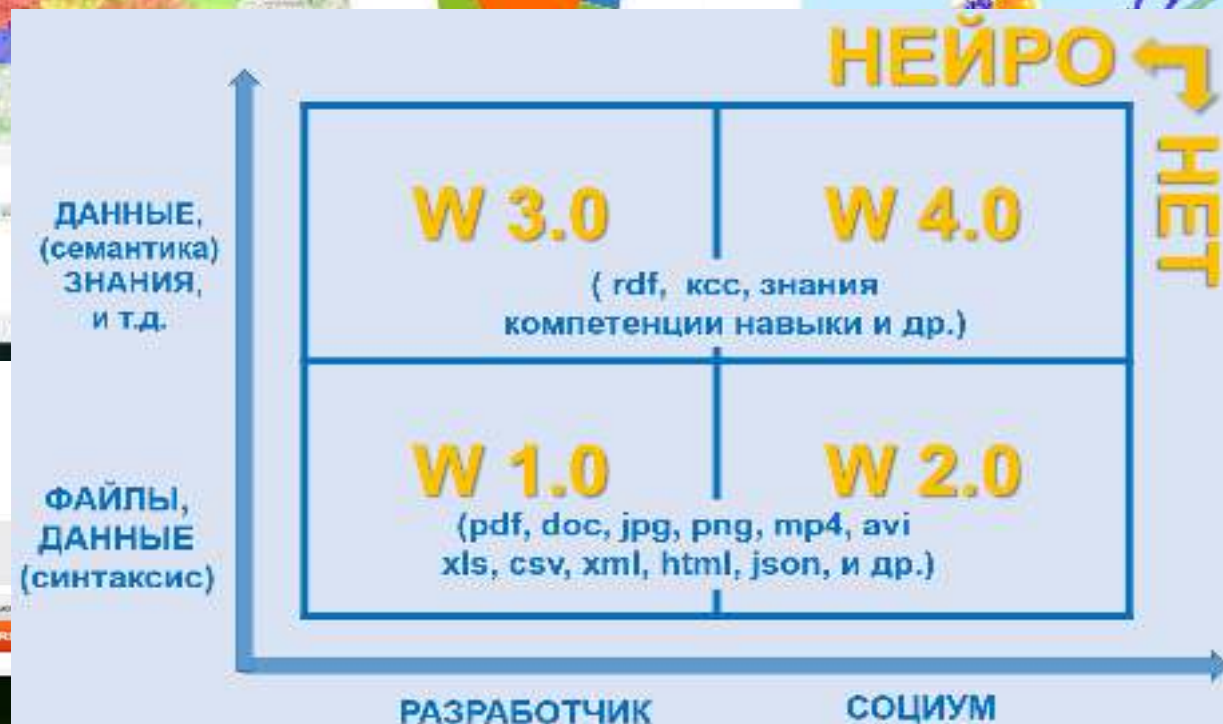 НЕЙРО
НЕТ
ДАННЫЕ,
(семантика)
ЗНАНИЯ,
и т.д.
W 3.0
W 4.0
( rdf, ксс, знания
компетенции навыки и др.)
ФАЙЛЫ,
ДАННЫЕ
(синтаксис)
W 1.0
W 2.0
(pdf, doc, jpg, png, mp4, avi
xls, csv, xml, html, json, и др.)
РАЗРАБОТЧИК
СОЦИУМ